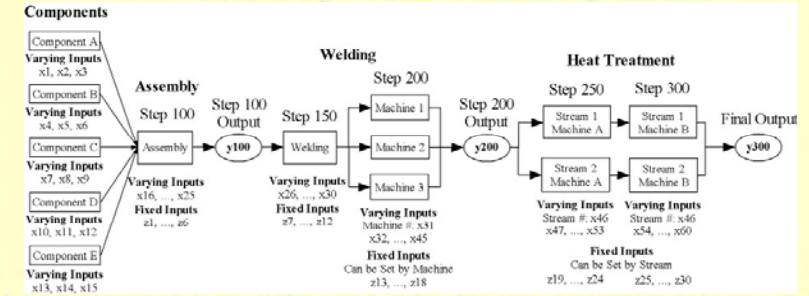 Components
Component A
Varying Inputs
x1, x2, x3
Component B
Varying Inputs
x4, x5, x6
Component C
Varying Inputs
x7, x8, x9
Component D
Varying Inputs
x10, x11, x12
Component E
Varying Inputs
x13, x14, x15
Assembly
Step 100
Assembly
Varying Inputs
x16, ..., x25
Fixed Inputs
z1, ..., z6
Step 100
Output
y100
Welding
Step 150
Welding
Varying Inputs
x26, ..., x30
Fixed Inputs
z7, ..., z12
Step 200
Machine 1
Machine 2
Machine 3
Varying Inputs
Machine #: x31
x32, ..., x45
Fixed Inputs
Can be Set by Machine
z13, ..., z18
Step 200
Output
y200
Heat Treatment
Step 250
Stream 1
Machine A
Stream 2
Machine A
Varying Inputs
Stream #: x46
x47, ..., x53
Step 300
Stream 1
Machine B
Stream 2
Machine B
Varying Inputs
Stream #: x46
x54, ..., x60
Fixed Inputs
Can be Set by Stream
z19, ..., z24
z25, ..., z30
Final Output
y300